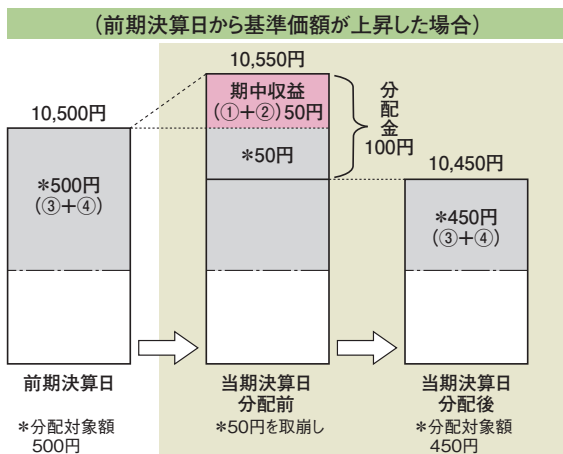 （前期決算日から基準価額が上昇した場合）
10,550円
期中収益
（①＋②）50円
分配金
100円
10,500円
＊50円
10,450円
＊500円
（③＋④）
＊450円
（③＋④）
前期決算日
当期決算日
分配前
当期決算日
分配後
＊分配対象額
500円
＊50円を取崩し
＊分配対象額
450円